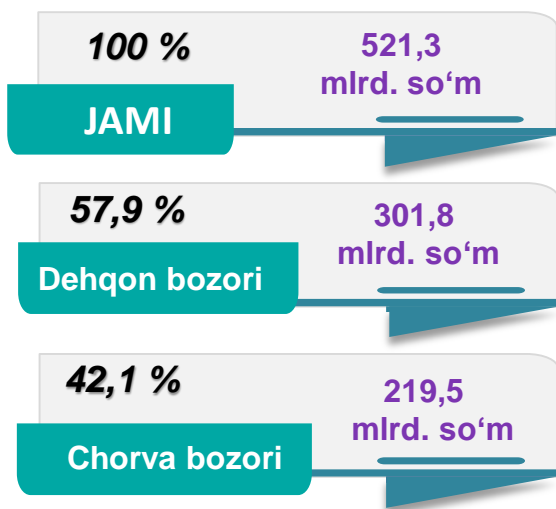 100 %
521,3
mlrd. so‘m
JAMI
57,9 %
301,8
mlrd. so‘m
Dehqon bozori
42,1 %
219,5
mlrd. so‘m
Chorva bozori